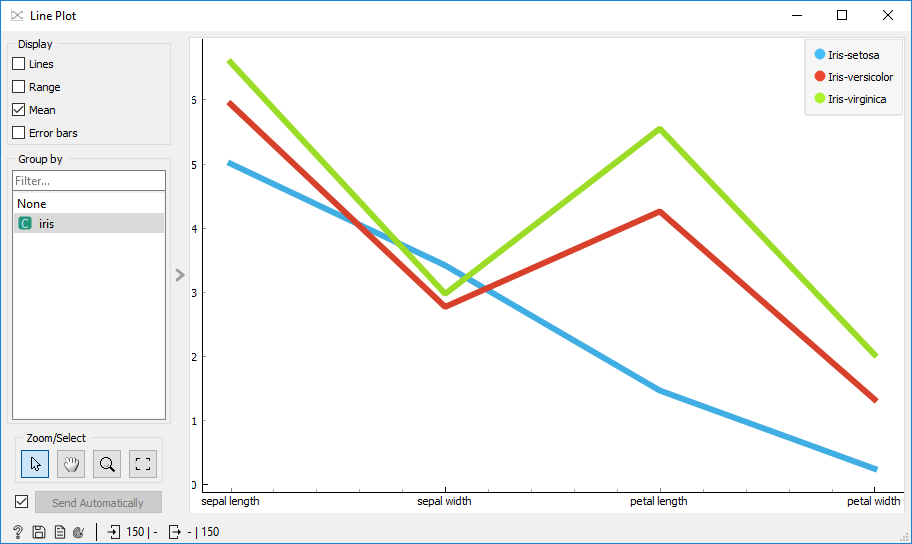 Line Plot
Display
Lines
Range
Mean
Error bars
Group by
Filter...
None
C iris
Zoom/Select
Send Automatically
? 150 | - - | 150
6
5
4
3
2
1
0
sepal length sepal width petal length petal width
Iris-setosa
Iris-versicolor
Iris-virginica